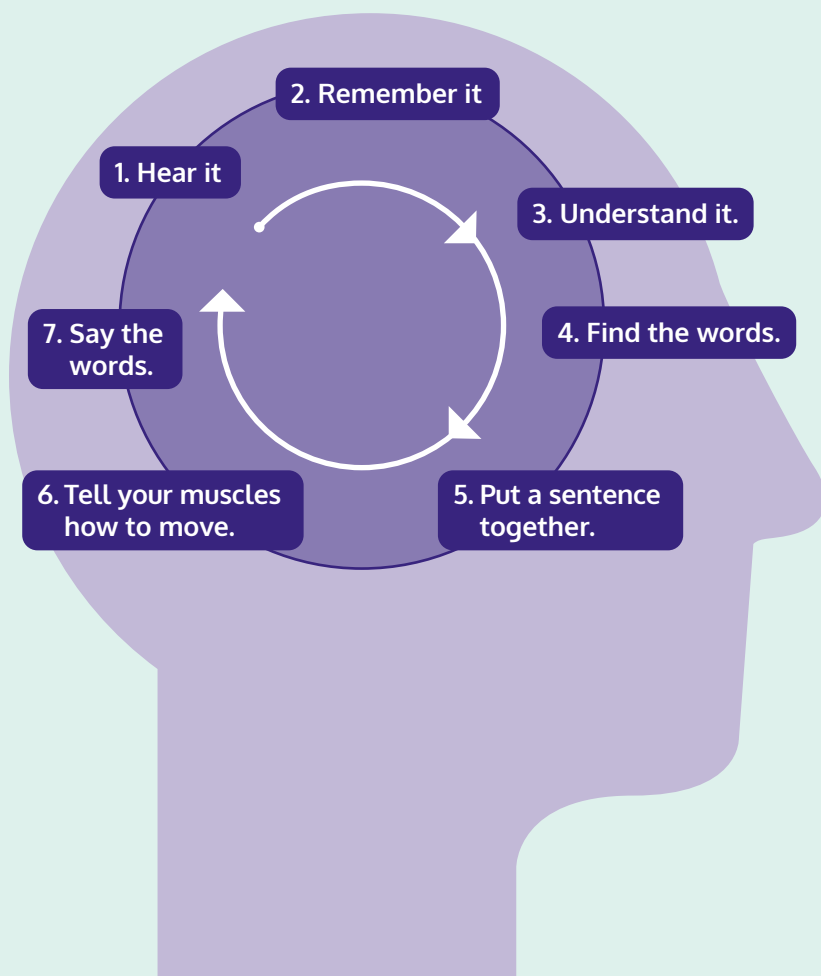 1. Hear it
2. Remember it
3. Understand it.
4. Find the words.
5. Put a sentence
together.
6. Tell your muscles
how to move.
7. Say the
words.